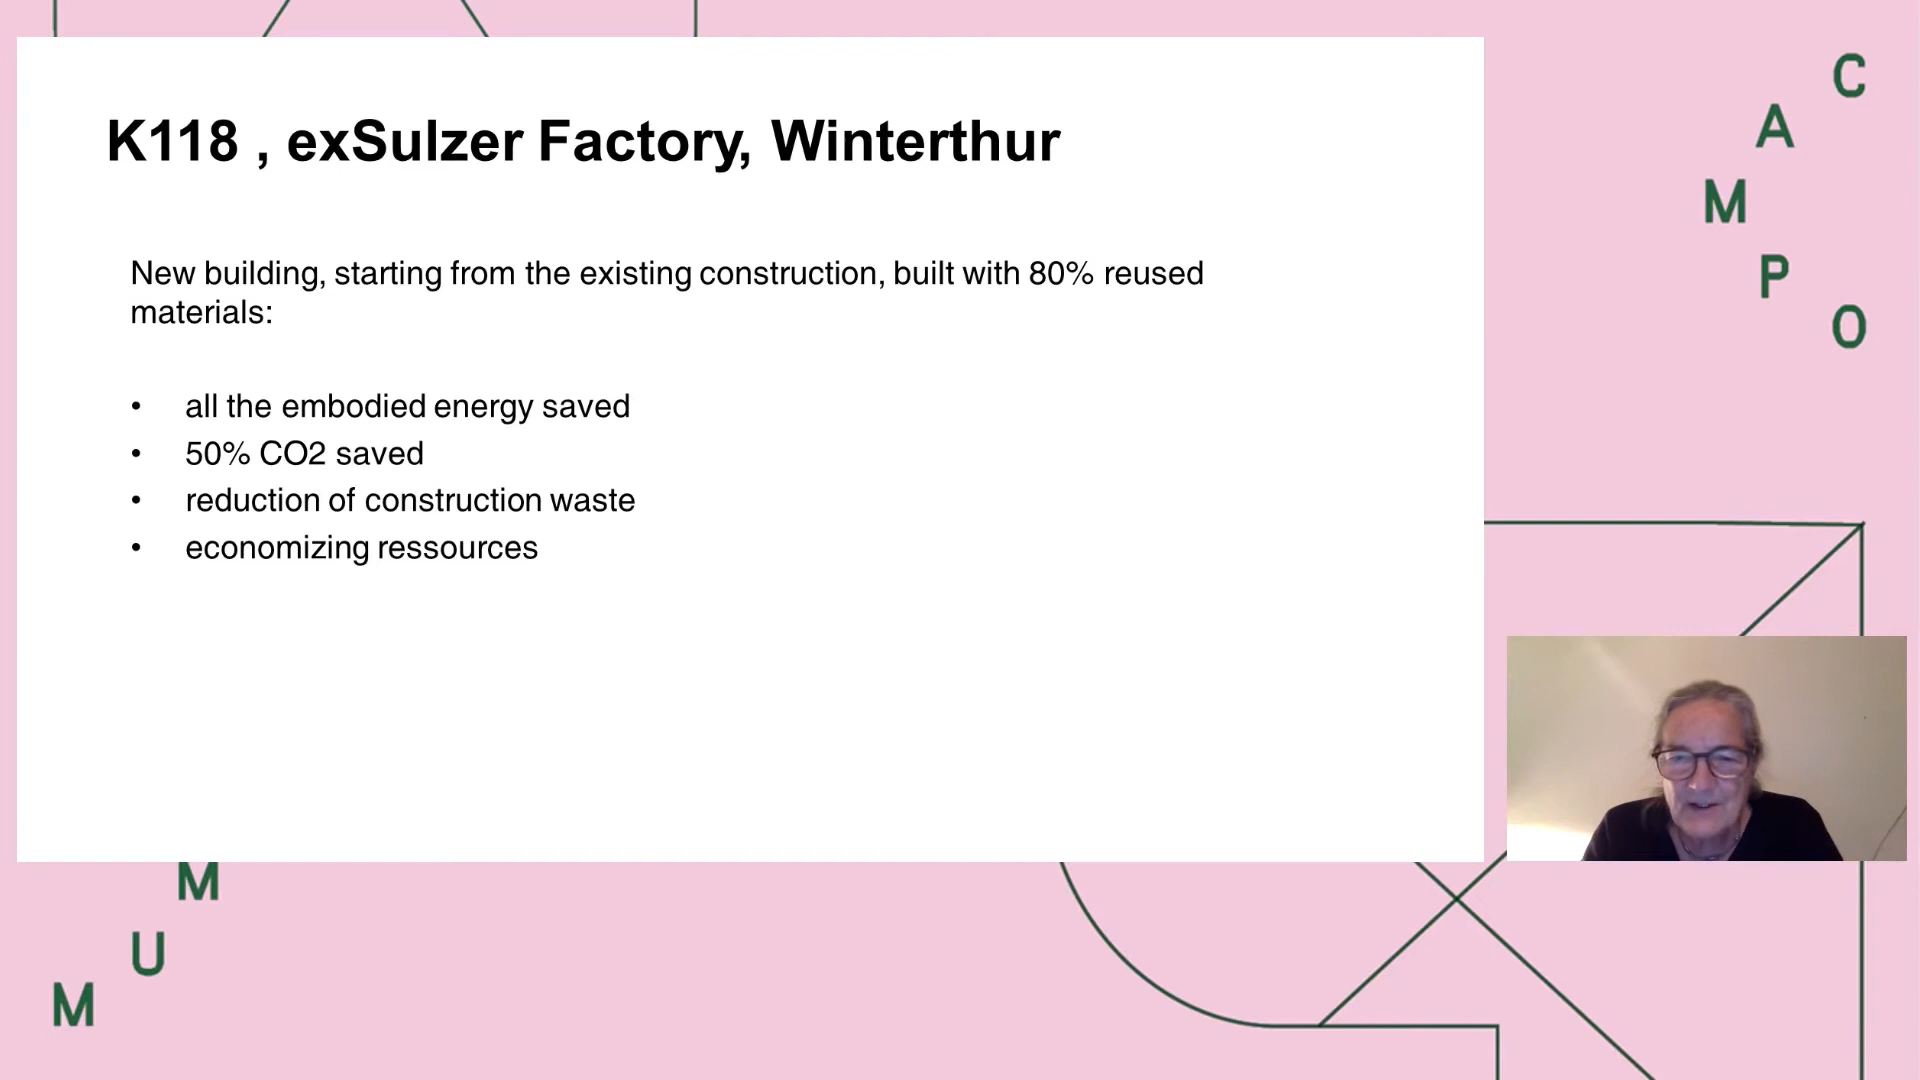 K118 , exSulzer Factory, Winterthur
New building, starting from the existing construction, built with 80% reused
materials:
• all the embodied energy saved
• 50% CO2 saved
• reduction of construction waste
• economizing ressources
C
A
M
P
O
M
U
M